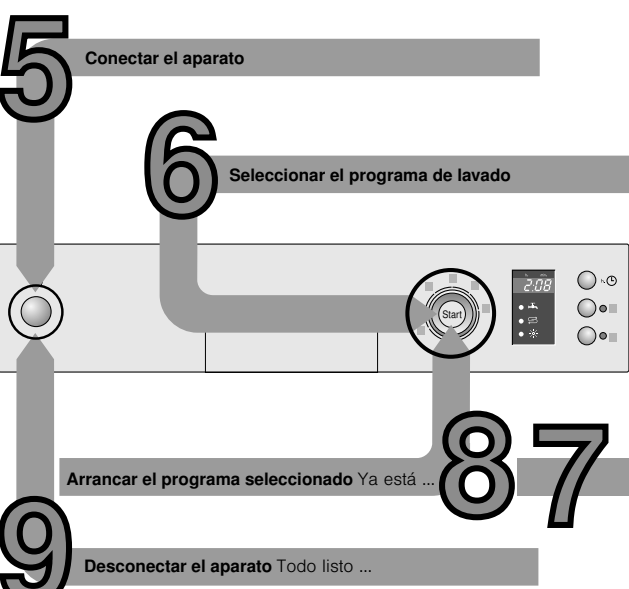 5
Conectar el aparato
6
Seleccionar el programa de lavado
2:08
Start
8
7
Arrancar el programa seleccionado Ya está ...
9
Desconectar el aparato Todo listo ...